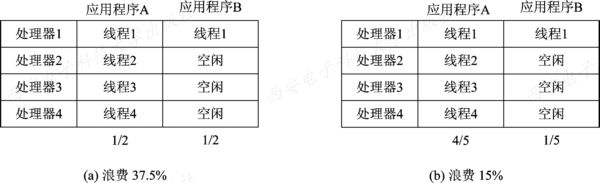 应用程序A 应用程序B 应用程序A 应用程序B
处理器1 线程1 线程1 处理器1 线程1 线程1
处理器2 线程2 空闲 处理器2 线程2 空闲
处理器3 线程3 空闲 处理器3 线程3 空闲
处理器4 线程4 空闲 处理器4 线程4 空闲
1/2 1/2 4/5 1/5
(a) 浪费 37.5% (b) 浪费 15%